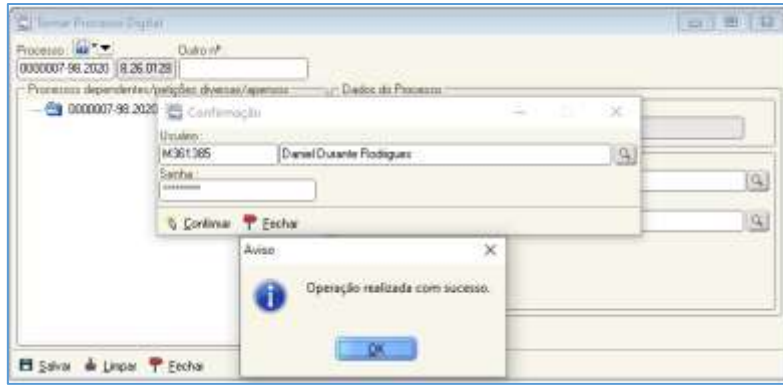 Tornar Processo Digital
Processo: Outro nº
0000007-98.2020 8.26.0128
Processos dependentes/petições diversas/apensos Dados do Processo
0000007-98.2020
Confirmação
Usuário:
M361385 Daniel Durante Rodrigues
Senha:
Confirmar Fechar
Aviso
Operação realizada com sucesso.
OK
Salvar Limpar Fechar